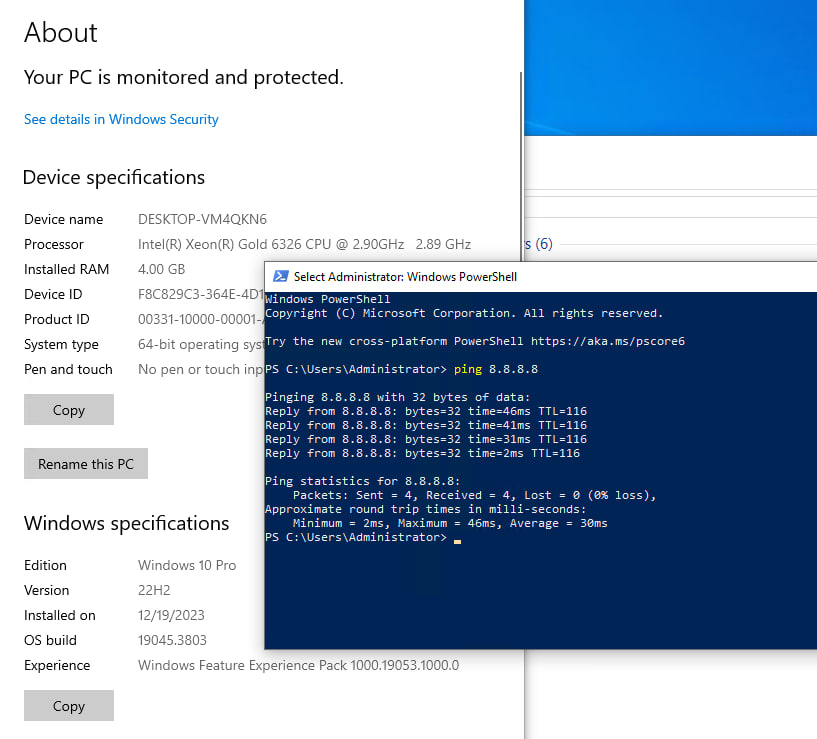 About
Your PC is monitored and protected.
See details in Windows Security
Device specifications
Device name DESKTOP-VM4QKN6
Processor Intel(R) Xeon(R) Gold 6326 CPU @ 2.90GHz 2.89 GHz
Installed RAM 4.00 GB
Device ID F8C829C3-364E-4D1
Product ID 00331-10000-00001-
System type 64-bit operating syst
Pen and touch No pen or touch inp
Copy
Rename this PC
Windows specifications
Edition Windows 10 Pro
Version 22H2
Installed on 12/19/2023
OS build 19045.3803
Experience Windows Feature Experience Pack 1000.19053.1000.0
Copy
s (6)
Select Administrator: Windows PowerShell
Windows PowerShell
Copyright (C) Microsoft Corporation. All rights reserved.
Try the new cross-platform PowerShell https://aka.ms/pscore6
PS C:\Users\Administrator> ping 8.8.8.8
Pinging 8.8.8.8 with 32 bytes of data:
Reply from 8.8.8.8: bytes=32 time=46ms TTL=116
Reply from 8.8.8.8: bytes=32 time=41ms TTL=116
Reply from 8.8.8.8: bytes=32 time=31ms TTL=116
Reply from 8.8.8.8: bytes=32 time=2ms TTL=116
Ping statistics for 8.8.8.8:
Packets: Sent = 4, Received = 4, Lost = 0 (0% loss),
Approximate round trip times in milli-seconds:
Minimum = 2ms, Maximum = 46ms, Average = 30ms
PS C:\Users\Administrator>